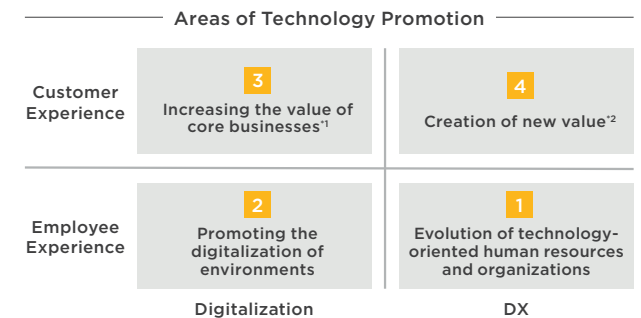 Areas of Technology Promotion
Customer
Experience
3
Increasing the value of
core businesses*1
4
Creation of new value*2
Employee
Experience
2
Promoting the
digitalization of
environments
1
Evolution of technology-
oriented human resources
and organizations
Digitalization
DX